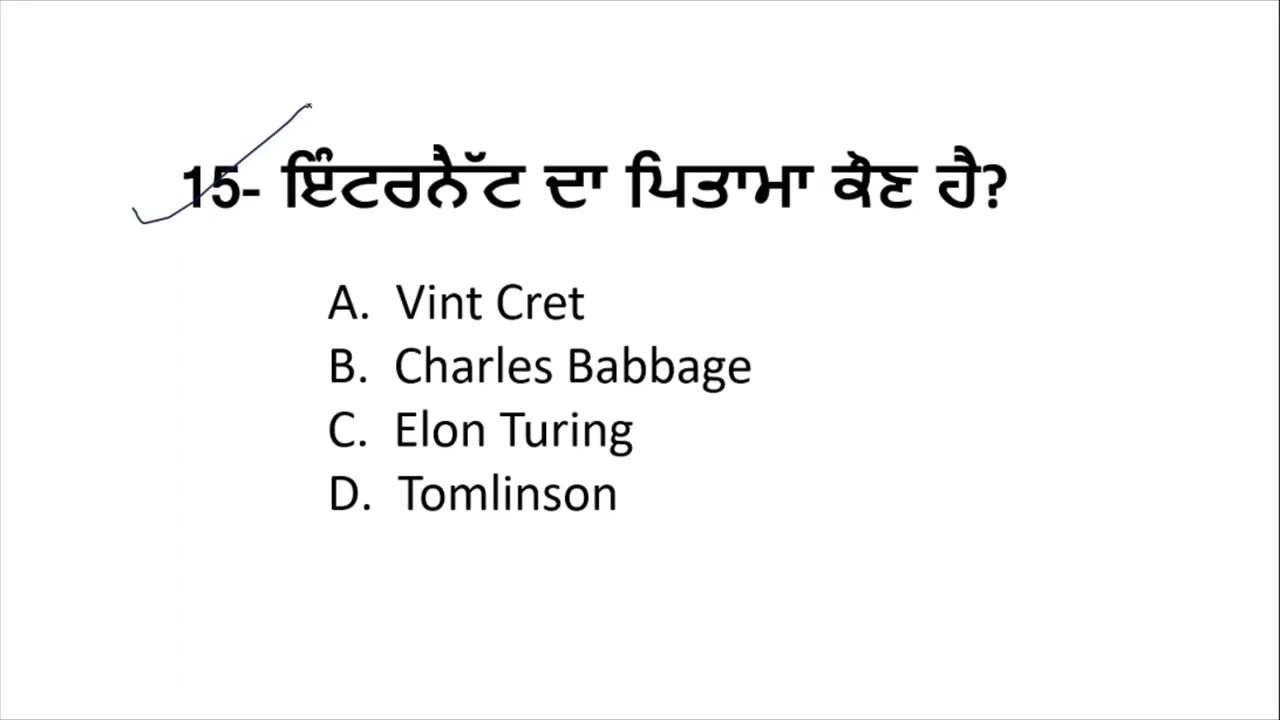 15- ਇੰਟਰਨੈੱਟ ਦਾ ਪਿਤਾਮਾ ਕੌਣ ਹੈ?
A. Vint Cret
B. Charles Babbage
C. Elon Turing
D. Tomlinson